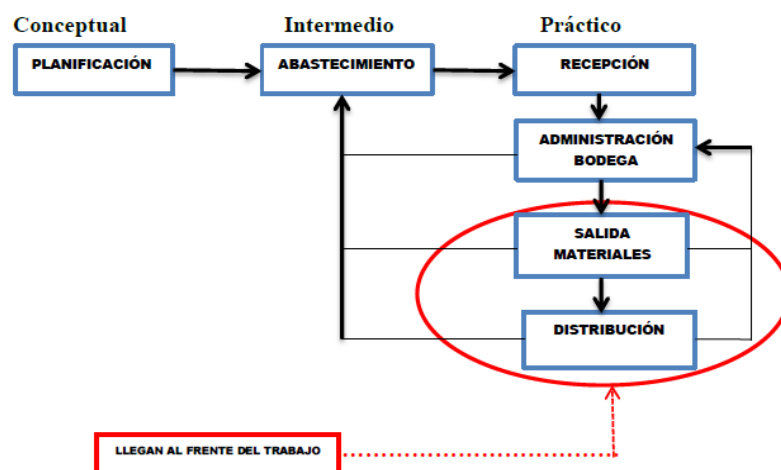 Conceptual
Intermedio
Práctico
PLANIFICACIÓN
ABASTECIMIENTO
RECEPCIÓN
ADMINISTRACIÓN
BODEGA
SALIDA
MATERIALES
DISTRIBUCIÓN
LLEGAN AL FRENTE DEL TRABAJO